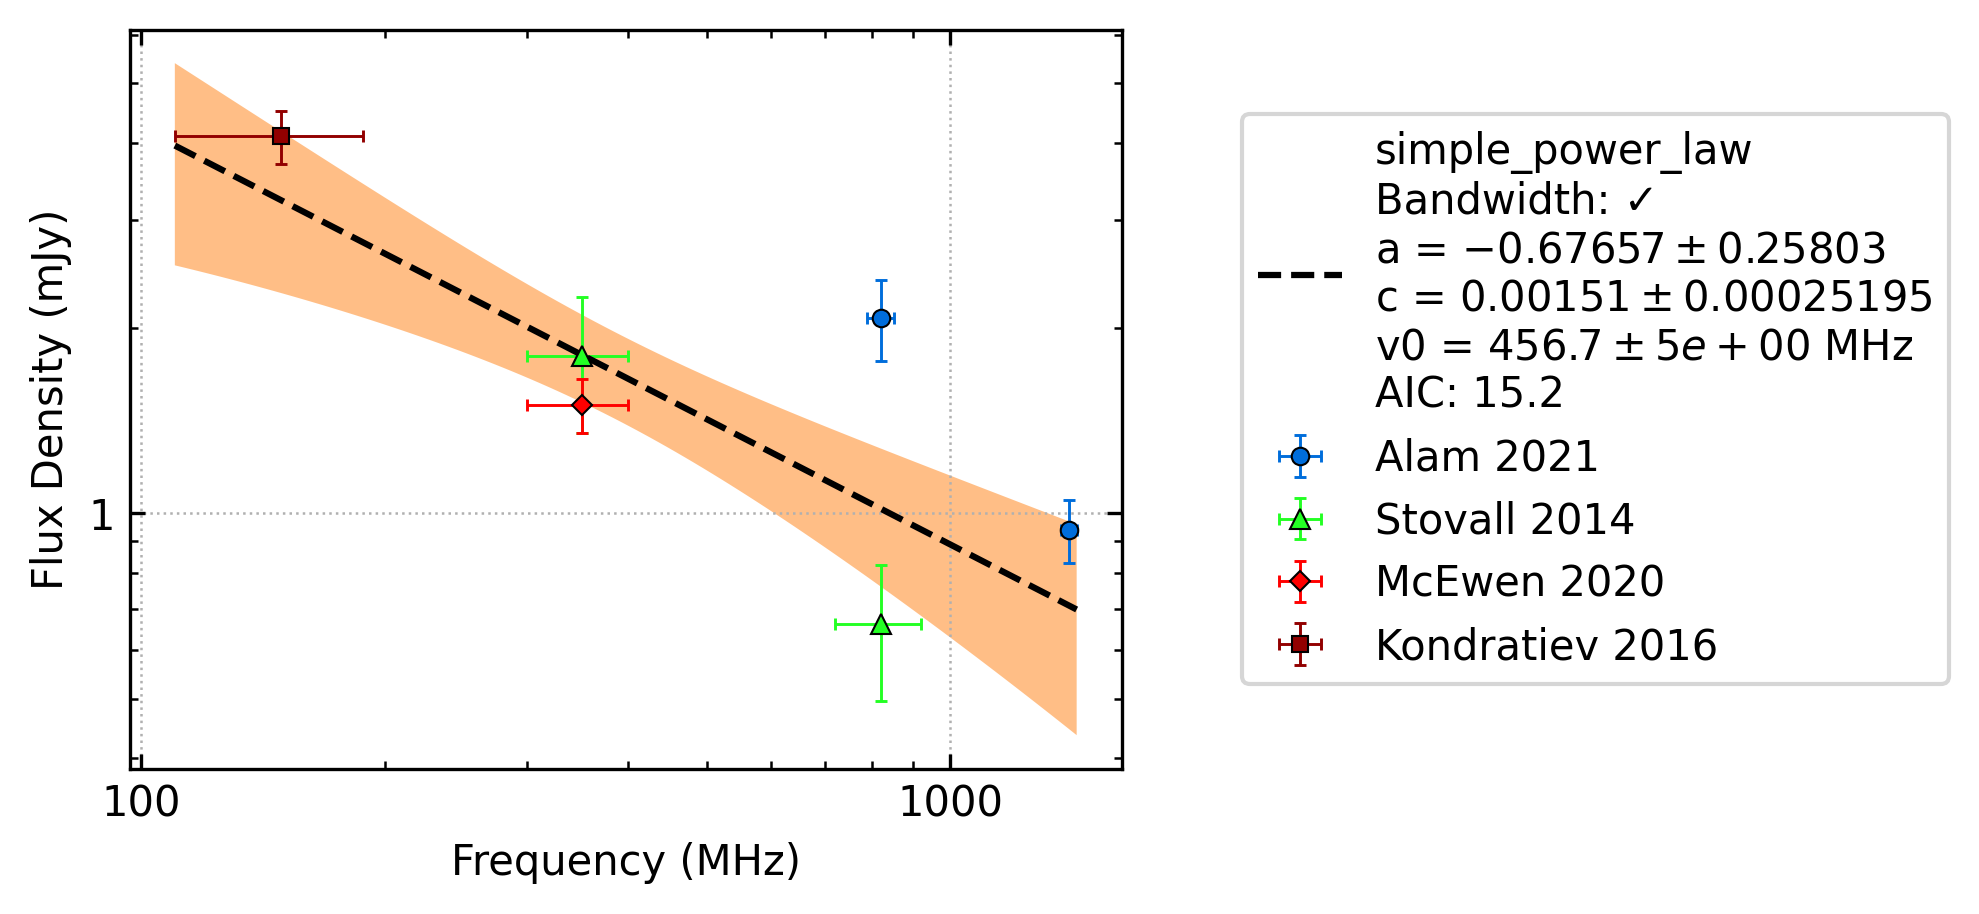 Flux Density (mJy)
1
100
1000
Frequency (MHz)
simple_power_law
Bandwidth: ✓
a = −0.67657 ± 0.25803
c = 0.00151 ± 0.00025195
v0 = 456.7 ± 5e + 00 MHz
AIC: 15.2
Alam 2021
Stovall 2014
McEwen 2020
Kondratiev 2016